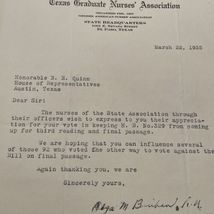 Texas Graduate Nurses' Association
STATE HEADQUARTERS
El Paso, Texas
March 22, 1935
Honorable B. E. Quinn
House of Representatives
Austin, Texas
Dear Sir:
The nurses of the State Association through
their officers wish to express to you their appreciation
for your vote in keeping H. B. No. 329 from coming up
for third reading and final passage.
We are hoping that you can influence several
of those 92 who voted the other way to vote against the
Bill on final passage.
Again thanking you, we are
Sincerely yours,